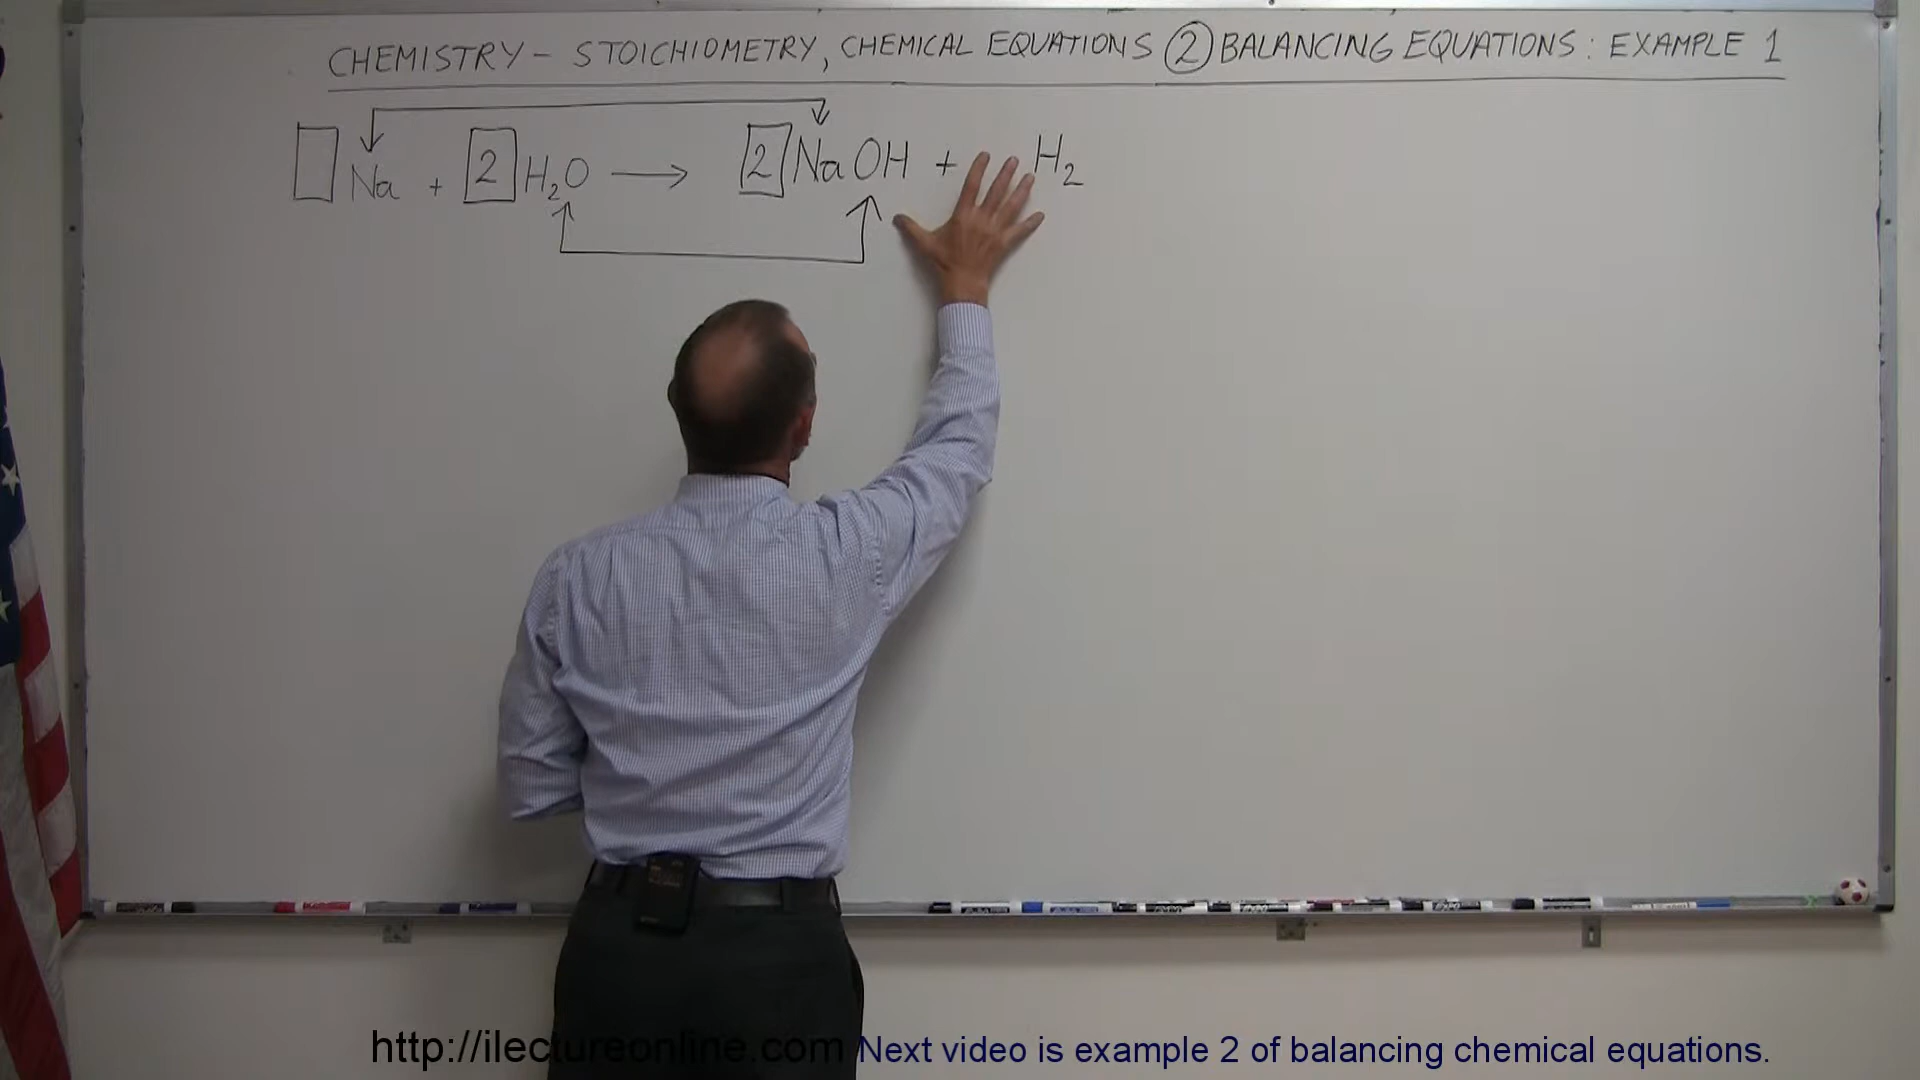 CHEMISTRY – STOICHIOMETRY, CHEMICAL EQUATIONS ② BALANCING EQUATIONS: EXAMPLE 1
Na + 2 H₂O → 2 NaOH + H₂
http://ilectureonline.com Next video is example 2 of balancing chemical equations.